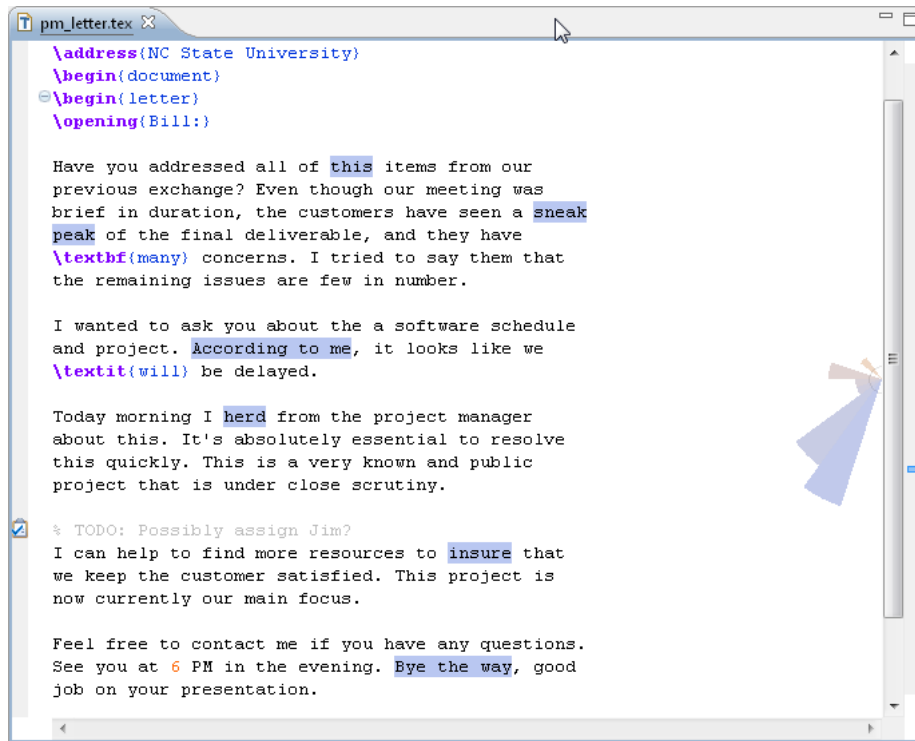 pm_letter.tex
\address{NC State University}
\begin{document}
\begin{letter}
\opening{Bill:}
Have you addressed all of this items from our
previous exchange? Even though our meeting was
brief in duration, the customers have seen a sneak
peak of the final deliverable, and they have
\textbf{many} concerns. I tried to say them that
the remaining issues are few in number.
I wanted to ask you about the a software schedule
and project. According to me, it looks like we
\textit{will} be delayed.
Today morning I herd from the project manager
about this. It's absolutely essential to resolve
this quickly. This is a very known and public
project that is under close scrutiny.
% TODO: Possibly assign Jim?
I can help to find more resources to insure that
we keep the customer satisfied. This project is
now currently our main focus.
Feel free to contact me if you have any questions.
See you at 6 PM in the evening. Bye the way, good
job on your presentation.